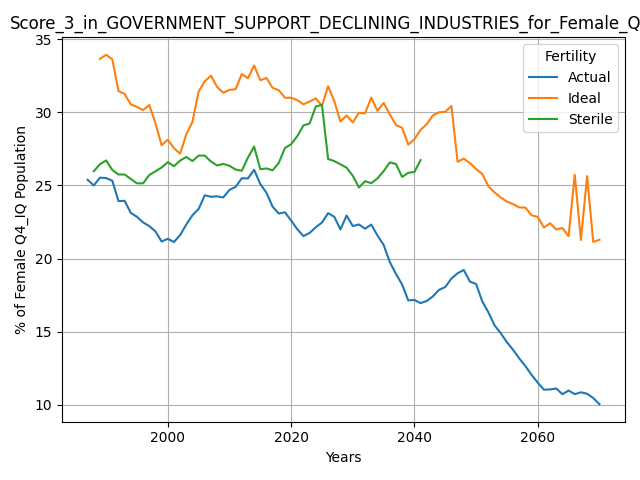 Score_3_in_GOVERNMENT_SUPPORT_DECLINING_INDUSTRIES_for_Female_Q
35
30
25
20
15
10
% of Female Q4_IQ Population
Fertility
Actual
Ideal
Sterile
2000
2020
2040
2060
Years